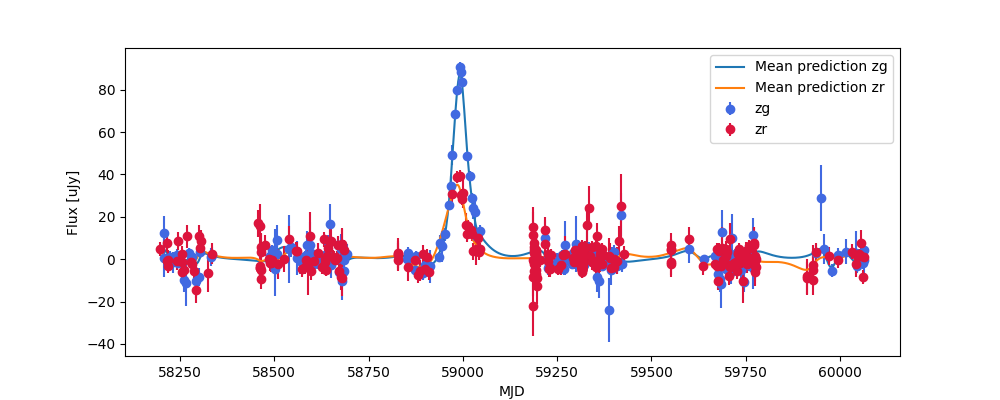 80
60
40
20
0
−20
−40
Flux [uJy]
58250
58500
58750
59000
59250
59500
59750
60000
MJD
Mean prediction zg
Mean prediction zr
zg
zr